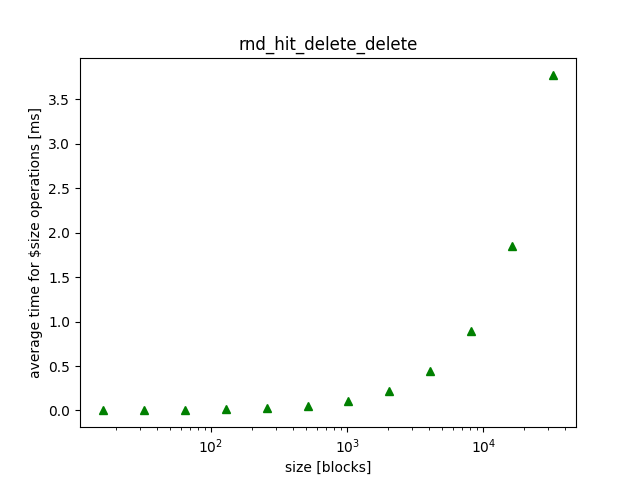 rnd_hit_delete_delete
average time for $size operations [ms]
3.5
3.0
2.5
2.0
1.5
1.0
0.5
0.0
10² 10³ 10⁴
size [blocks]